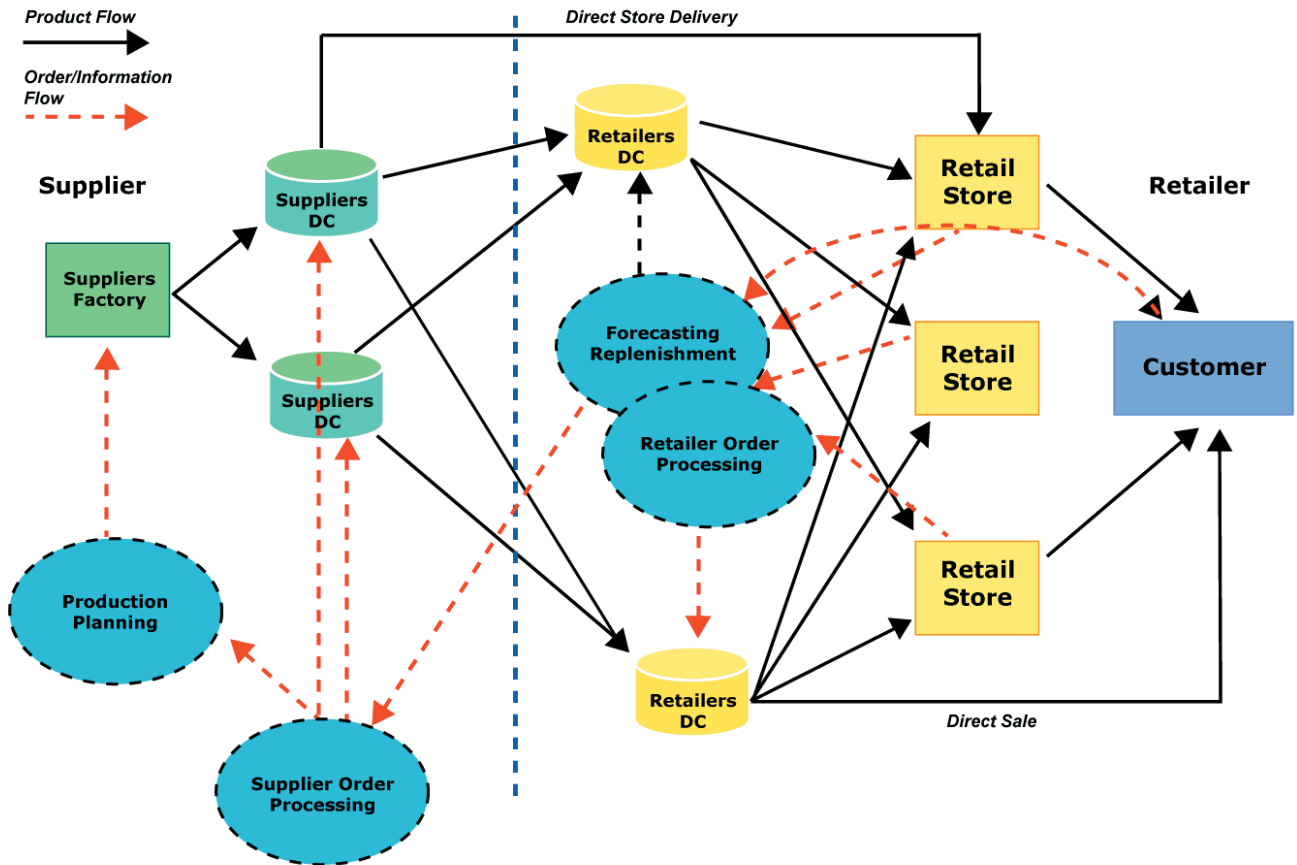 Product Flow
Direct Store Delivery
Order/Information
Flow
Supplier
Retailer
Suppliers
Factory
Suppliers
DC
Suppliers
DC
Retailers
DC
Retail
Store
Retail
Store
Retail
Store
Customer
Forecasting
Replenishment
Retailer Order
Processing
Production
Planning
Supplier Order
Processing
Retailers
DC
Direct Sale